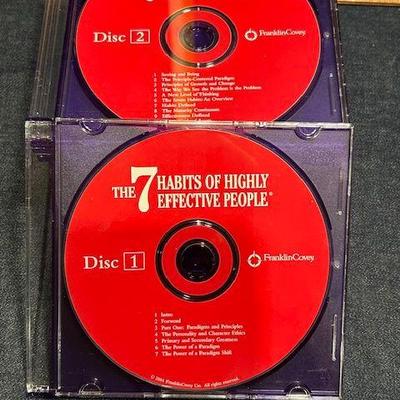 Disc 2
FranklinCovey.
1 Seeing and Being
2 The Principle-Centered Paradigm
3 Principles of Growth and Change
4 The Way We See the Problem is the Problem
5 A New Level of Thinking
6 The Seven Habits: An Overview
7 Habits Defined
8 The Maturity Continuum
9 Effectiveness Defined
THE 7 HABITS OF HIGHLY
EFFECTIVE PEOPLE®
Disc 1
FranklinCovey.
1 Intro
2 Foreword
3 Part One: Paradigms and Principles
4 The Personality and Character Ethics
5 Primary and Secondary Greatness
6 The Power of a Paradigm
7 The Power of a Paradigm Shift
© 2004 FranklinCovey Co. All rights reserved.